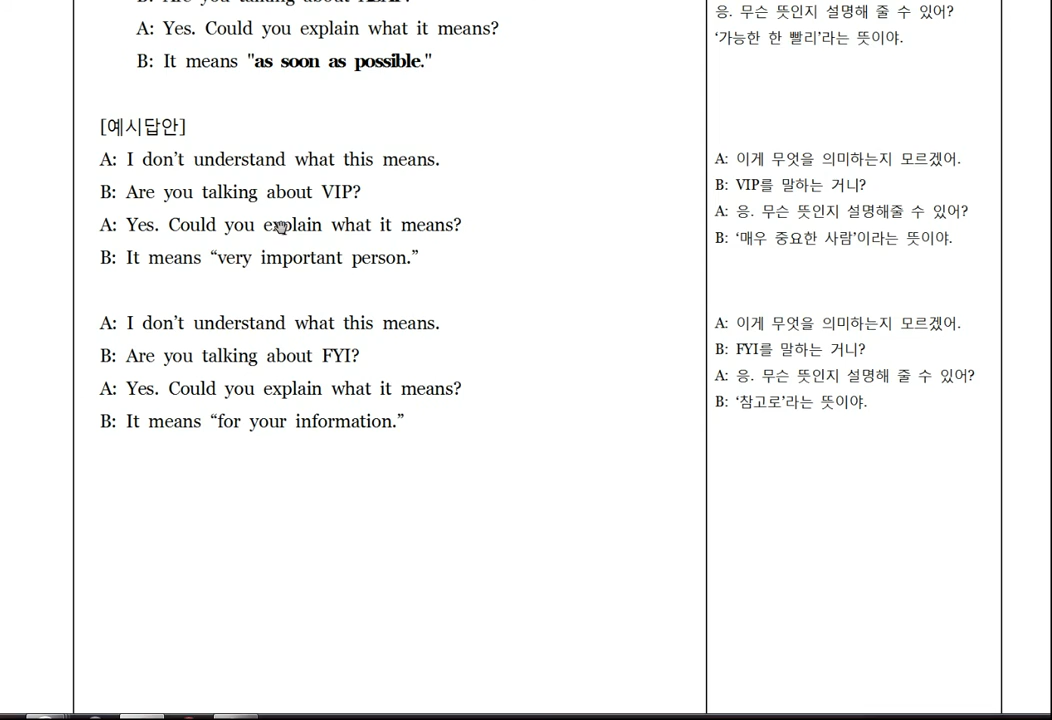 A: Yes. Could you explain what it means?
B: It means "as soon as possible."
[예시답안]
A: I don’t understand what this means.
B: Are you talking about VIP?
A: Yes. Could you explain what it means?
B: It means “very important person.”
A: I don’t understand what this means.
B: Are you talking about FYI?
A: Yes. Could you explain what it means?
B: It means “for your information.”
응. 무슨 뜻인지 설명해 줄 수 있어?
‘가능한 한 빨리’라는 뜻이야.
A: 이게 무엇을 의미하는지 모르겠어.
B: VIP를 말하는 거니?
A: 응. 무슨 뜻인지 설명해줄 수 있어?
B: ‘매우 중요한 사람’이라는 뜻이야.
A: 이게 무엇을 의미하는지 모르겠어.
B: FYI를 말하는 거니?
A: 응. 무슨 뜻인지 설명해 줄 수 있어?
B: ‘참고로’라는 뜻이야.